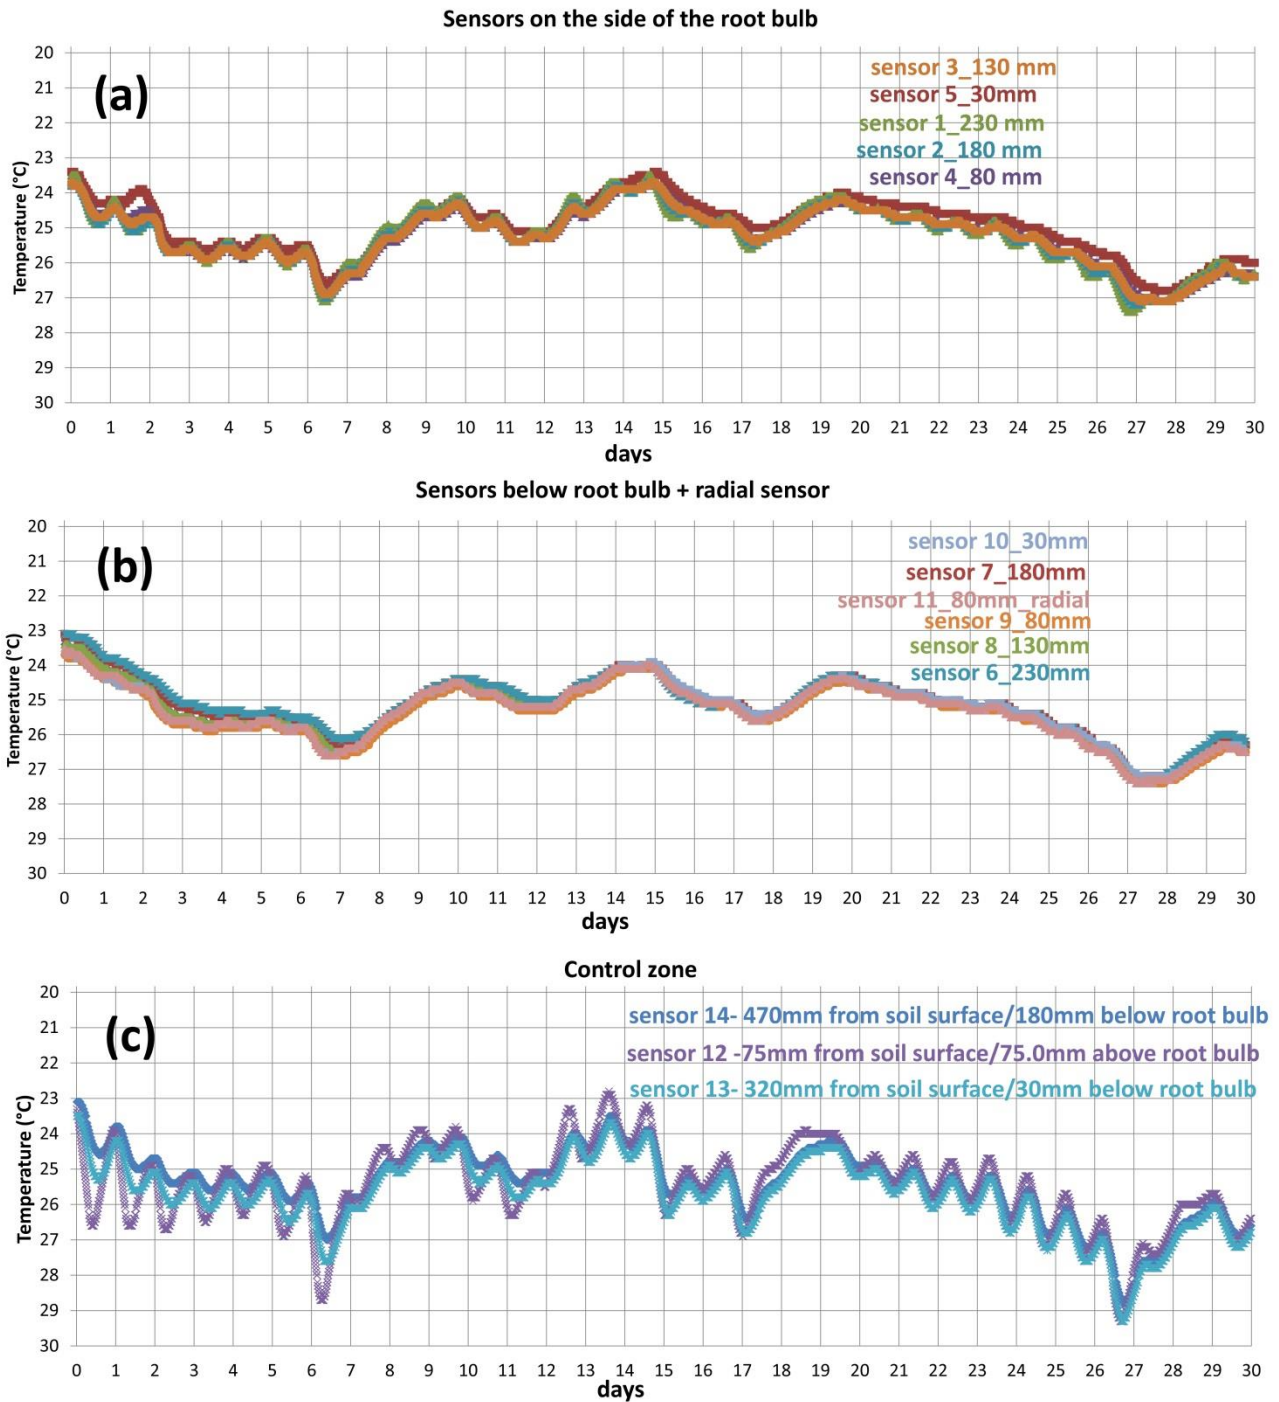 Sensors on the side of the root bulb
(a)
sensor 3_130 mm
sensor 5_30mm
sensor 1_230 mm
sensor 2_180 mm
sensor 4_80 mm
Temperature (°C)
20
21
22
23
24
25
26
27
28
29
30
0 1 2 3 4 5 6 7 8 9 10 11 12 13 14 15 16 17 18 19 20 21 22 23 24 25 26 27 28 29 30
days
Sensors below root bulb + radial sensor
(b)
sensor 10_30mm
sensor 7_180mm
sensor 11_80mm_radial
sensor 9_80mm
sensor 8_130mm
sensor 6_230mm
Temperature (°C)
20
21
22
23
24
25
26
27
28
29
30
0 1 2 3 4 5 6 7 8 9 10 11 12 13 14 15 16 17 18 19 20 21 22 23 24 25 26 27 28 29 30
days
Control zone
(c)
sensor 14- 470mm from soil surface/180mm below root bulb
sensor 12 -75mm from soil surface/75.0mm above root bulb
sensor 13- 320mm from soil surface/30mm below root bulb
Temperature (°C)
20
21
22
23
24
25
26
27
28
29
30
0 1 2 3 4 5 6 7 8 9 10 11 12 13 14 15 16 17 18 19 20 21 22 23 24 25 26 27 28 29 30
days